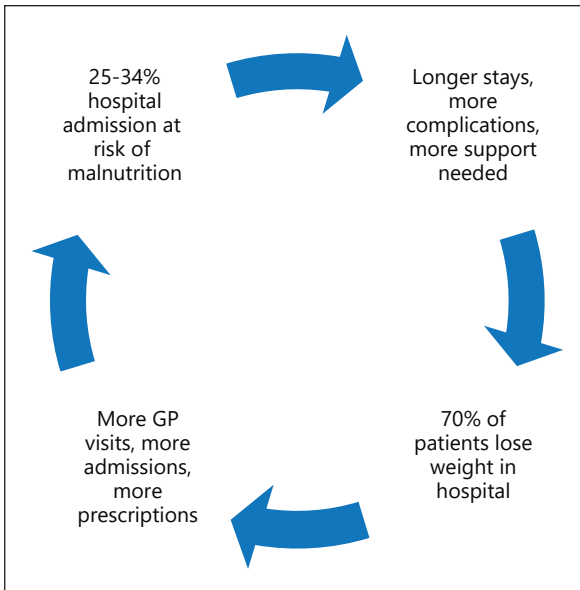 25-34%
hospital
admission at
risk of
malnutrition
Longer stays,
more
complications,
more support
needed
70% of
patients lose
weight in
hospital
More GP
visits, more
admissions,
more
prescriptions